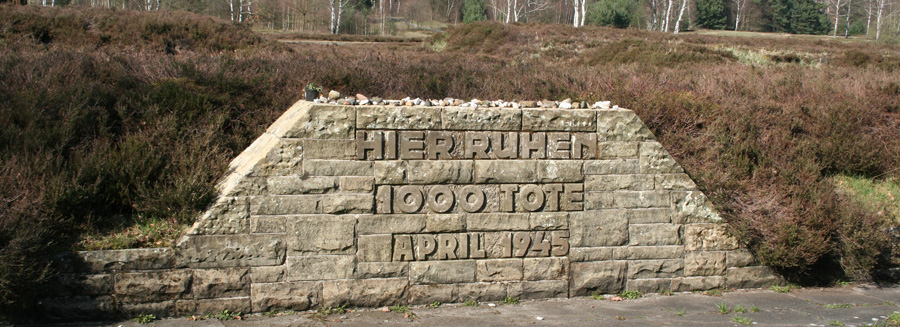 HIER RUHEN
1000 TOTE
APRIL 1945